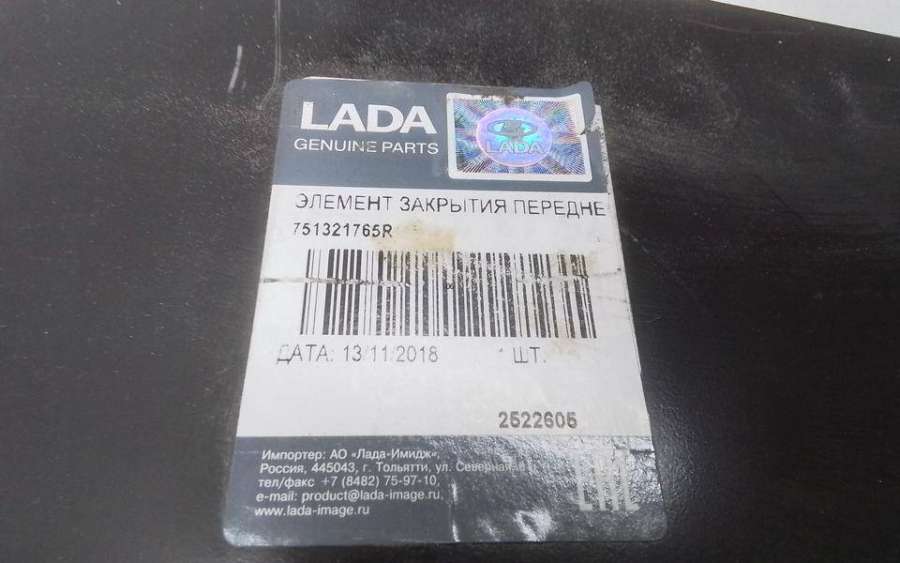 LADA
GENUINE PARTS
LADA
ЭЛЕМЕНТ ЗАКРЫТИЯ ПЕРЕДНЕ
751321765R
ДАТА: 13/11/2018 1 ШТ.
2522605
Импортер: АО «Лада-Имидж»,
Россия, 445043, г. Тольятти, ул. Северная,
тел/факс +7 (8482) 75-97-10,
e-mail: product@lada-image.ru,
www.lada-image.ru
EAC